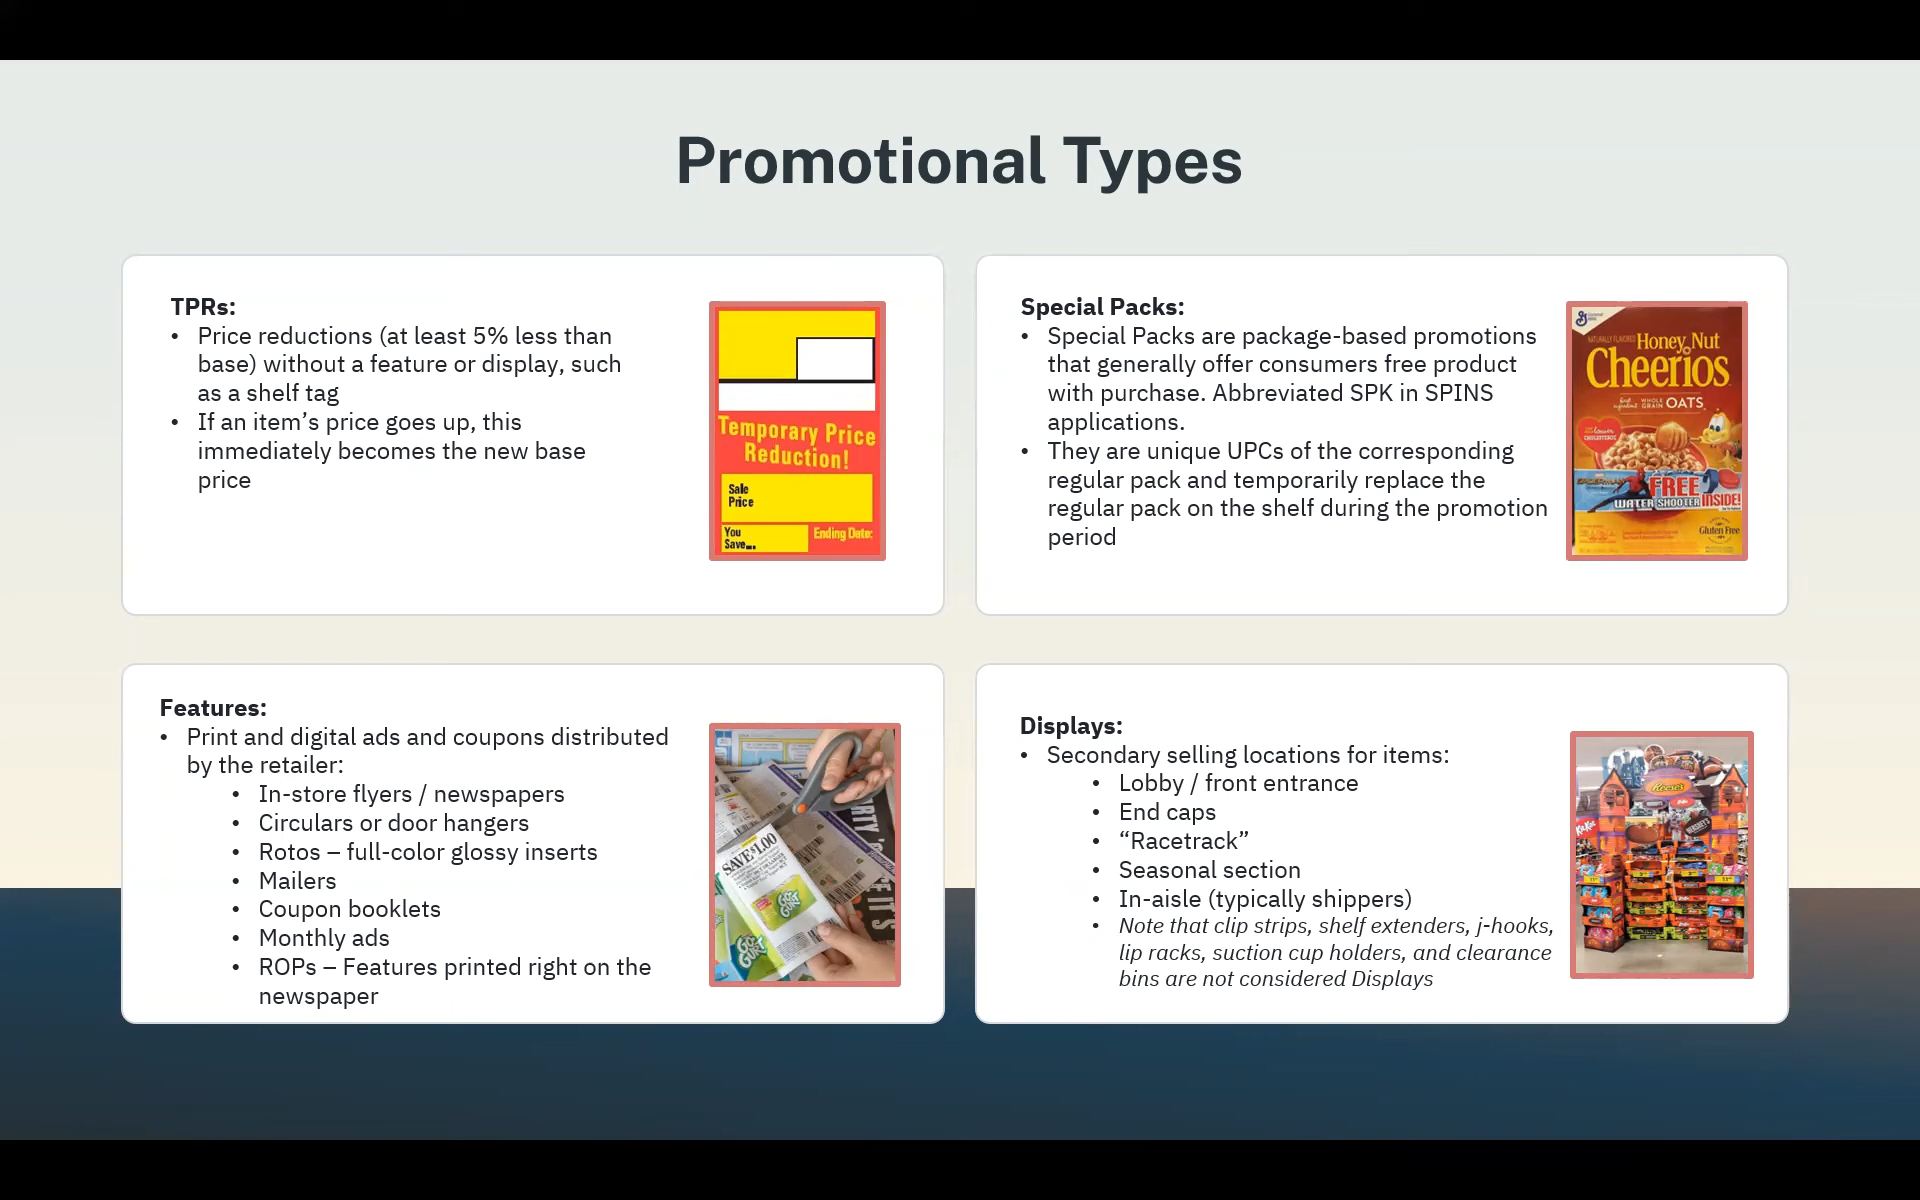 Promotional Types
TPRs:
• Price reductions (at least 5% less than
base) without a feature or display, such
as a shelf tag
• If an item’s price goes up, this
immediately becomes the new base
price
Temporary Price
Reduction!
Sale
Price
You
Save...
Ending Date:
Special Packs:
• Special Packs are package-based promotions
that generally offer consumers free product
with purchase. Abbreviated SPK in SPINS
applications.
• They are unique UPCs of the corresponding
regular pack and temporarily replace the
regular pack on the shelf during the promotion
period
NATURALLY FLAVORED
Honey Nut
Cheerios
WHOLE
GRAIN OATS
FREE
WATER SHOOTER INSIDE!
Gluten Free
Features:
• Print and digital ads and coupons distributed
by the retailer:
• In-store flyers / newspapers
• Circulars or door hangers
• Rotos – full-color glossy inserts
• Mailers
• Coupon booklets
• Monthly ads
• ROPs – Features printed right on the
newspaper
SAVE $1.00
GO-GURT
Displays:
• Secondary selling locations for items:
• Lobby / front entrance
• End caps
• “Racetrack”
• Seasonal section
• In-aisle (typically shippers)
• Note that clip strips, shelf extenders, j-hooks,
lip racks, suction cup holders, and clearance
bins are not considered Displays
Reese's
HERSHEY'S